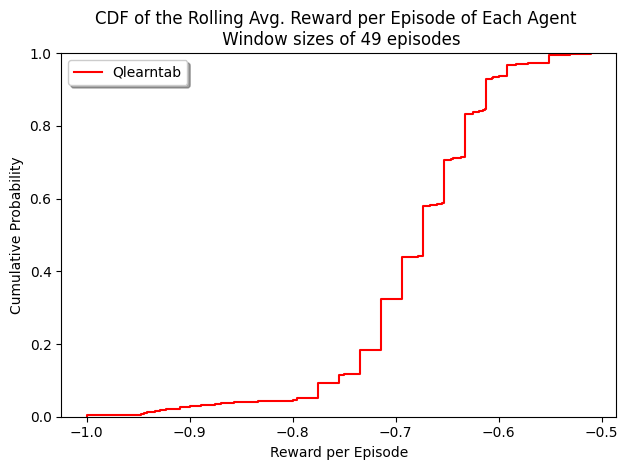 CDF of the Rolling Avg. Reward per Episode of Each Agent
Window sizes of 49 episodes
Qlearntab
1.0
0.8
0.6
0.4
0.2
0.0
Cumulative Probability
−1.0
−0.9
−0.8
−0.7
−0.6
−0.5
Reward per Episode